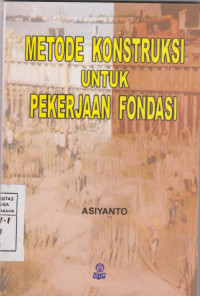 METODE KONSTRUKSI
UNTUK
PEKERJAAN FONDASI
ASIYANTO